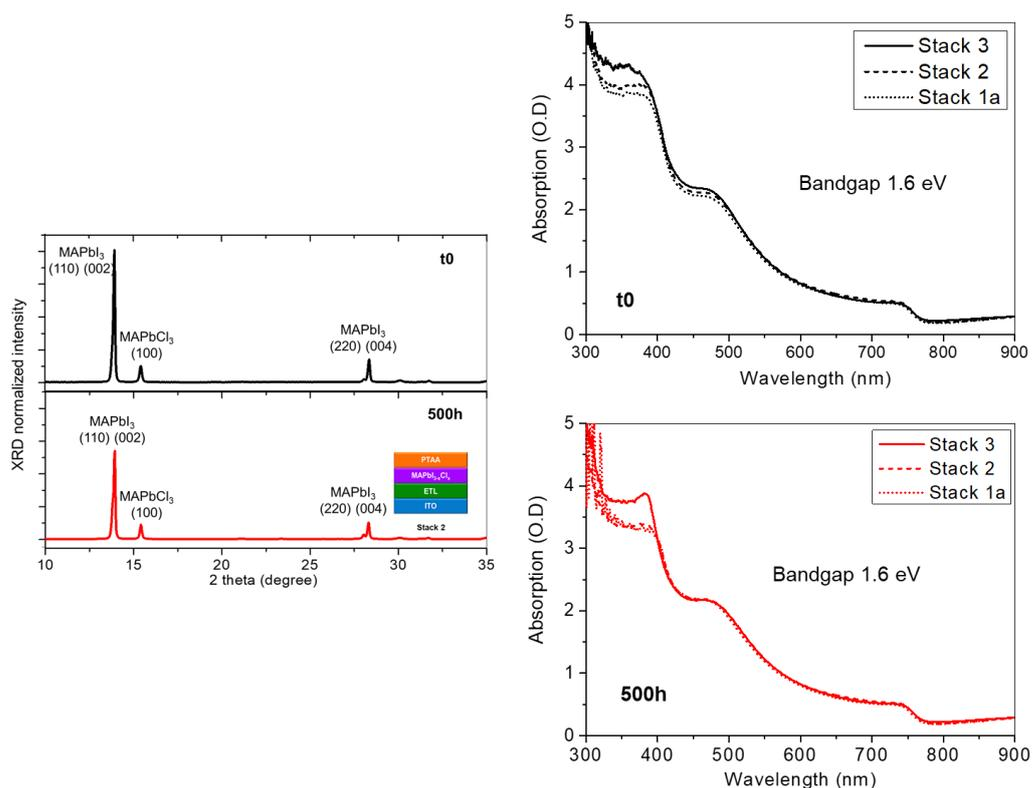 MAPbI3
(110) (002)
t0
MAPbCl3
(100)
MAPbI3
(220) (004)
500h
MAPbI3
(110) (002)
MAPbCl3
(100)
MAPbI3
(220) (004)
PTAA
MAPbI3-xClx
ETL
ITO
Stack 2
10 15 20 25 30 35
2 theta (degree)
XRD normalized intensity
5
4
3
2
1
0
Absorption (O.D)
Stack 3
Stack 2
Stack 1a
Bandgap 1.6 eV
t0
300 400 500 600 700 800 900
Wavelength (nm)
5
4
3
2
1
0
Absorption (O.D)
Stack 3
Stack 2
Stack 1a
Bandgap 1.6 eV
500h
300 400 500 600 700 800 900
Wavelength (nm)